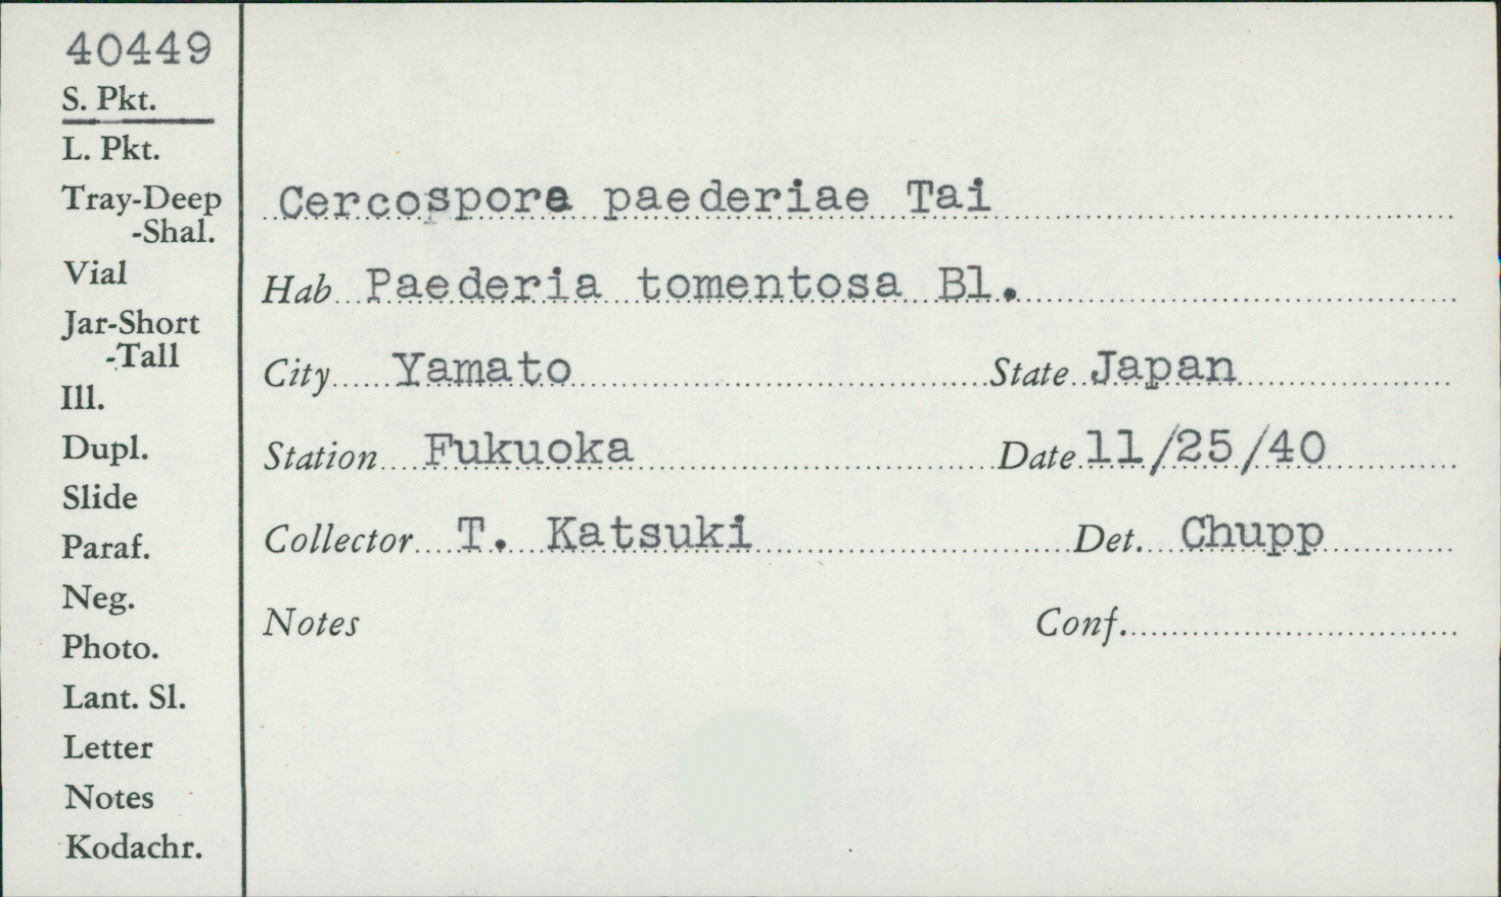 40449
S. Pkt.
L. Pkt.
Tray-Deep
-Shal.
Vial
Jar-Short
-Tall
Ill.
Dupl.
Slide
Paraf.
Neg.
Photo.
Lant. Sl.
Letter
Notes
Kodachr.
Cercospora paederiae Tai
Hab Paederia tomentosa Bl.
City Yamato State Japan
Station Fukuoka Date 11/25/40
Collector T. Katsuki Det. Chupp
Notes Conf.